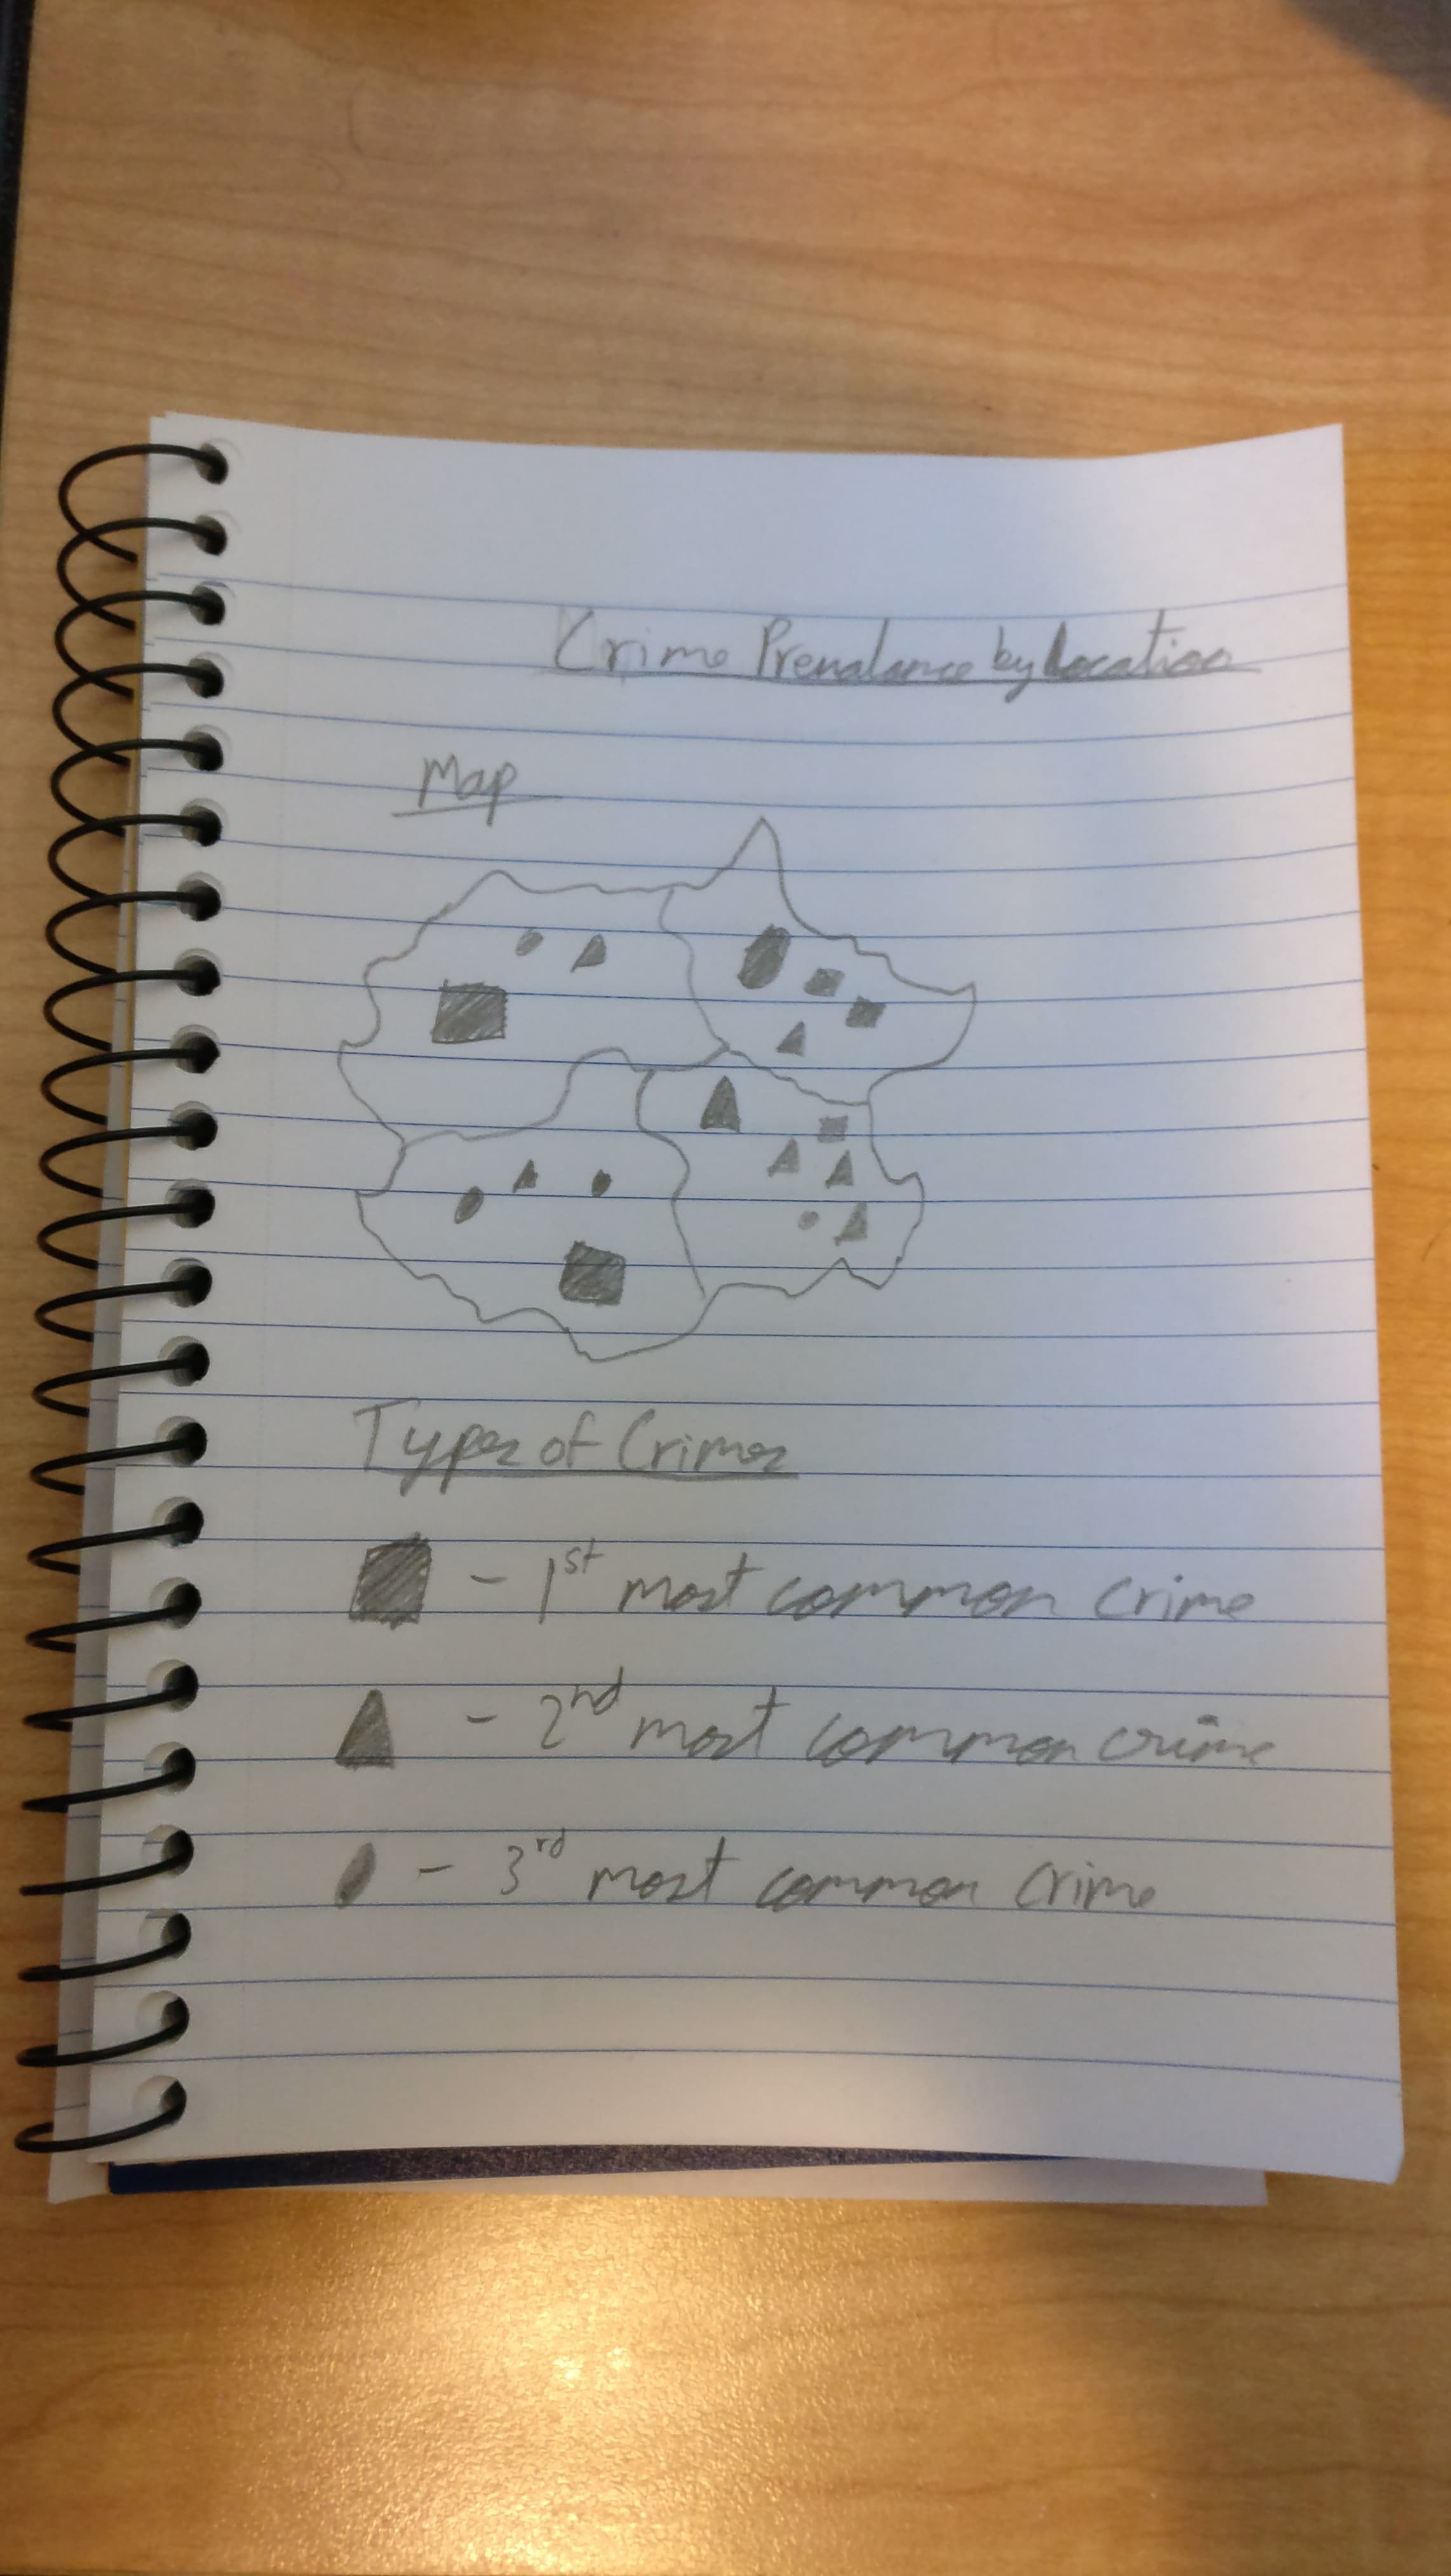 Crime Prevalance by Location
Map
Types of Crimes
- 1st most common crime
- 2nd most common crime
- 3rd most common crime